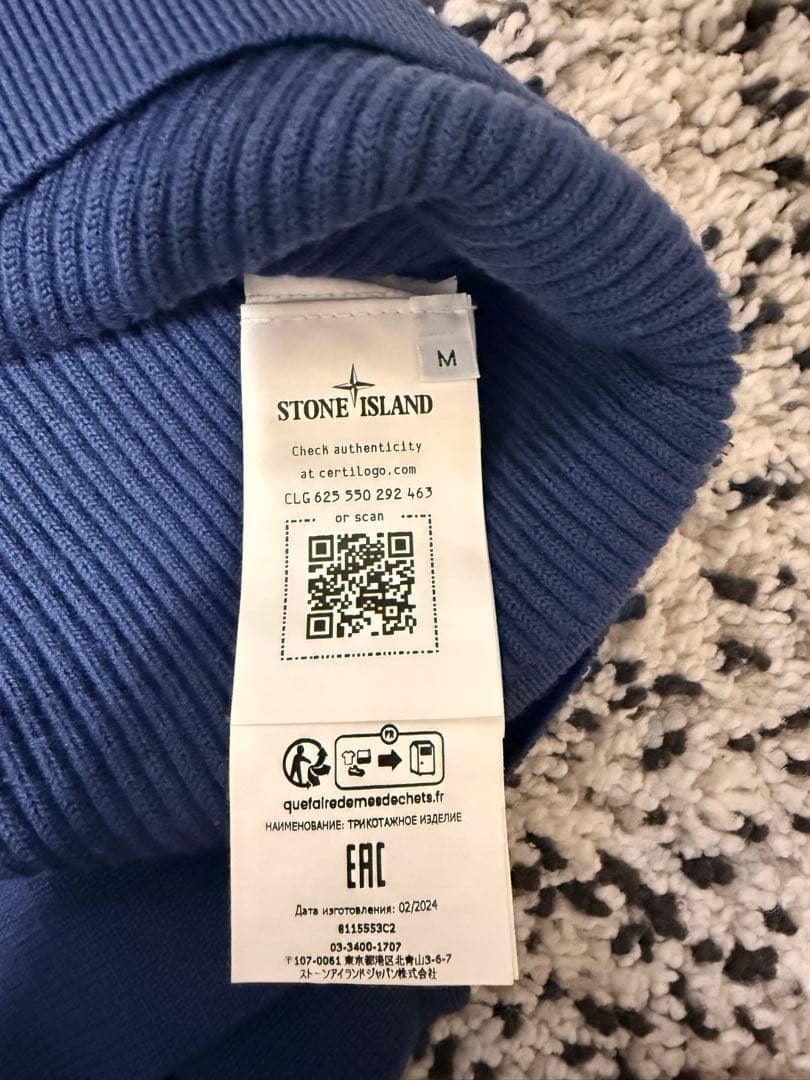 M
STONE ISLAND
Check authenticity
at certilogo.com
CLG 625 550 292 463
or scan
FR
quefairedemesdechets.fr
НАИМЕНОВАНИЕ: ТРИКОТАЖНОЕ ИЗДЕЛИЕ
EAC
Дата изготовления: 02/2024
8115553C2
03-3400-1707
〒107-0061 東京都港区北青山3-6-7
ストーンアイランドジャパン株式会社